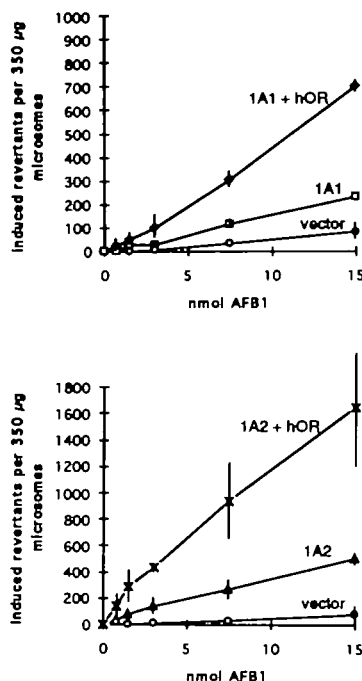 Induced revertants per 350 µg
microsomes
1000
900
800
700
600
500
400
300
200
100
0
1A1 + hOR
1A1
vector
0
5
10
15
nmol AFB1
Induced revertants per 350 µg
microsomes
1800
1600
1400
1200
1000
800
600
400
200
0
1A2 + hOR
1A2
vector
0
5
10
15
nmol AFB1